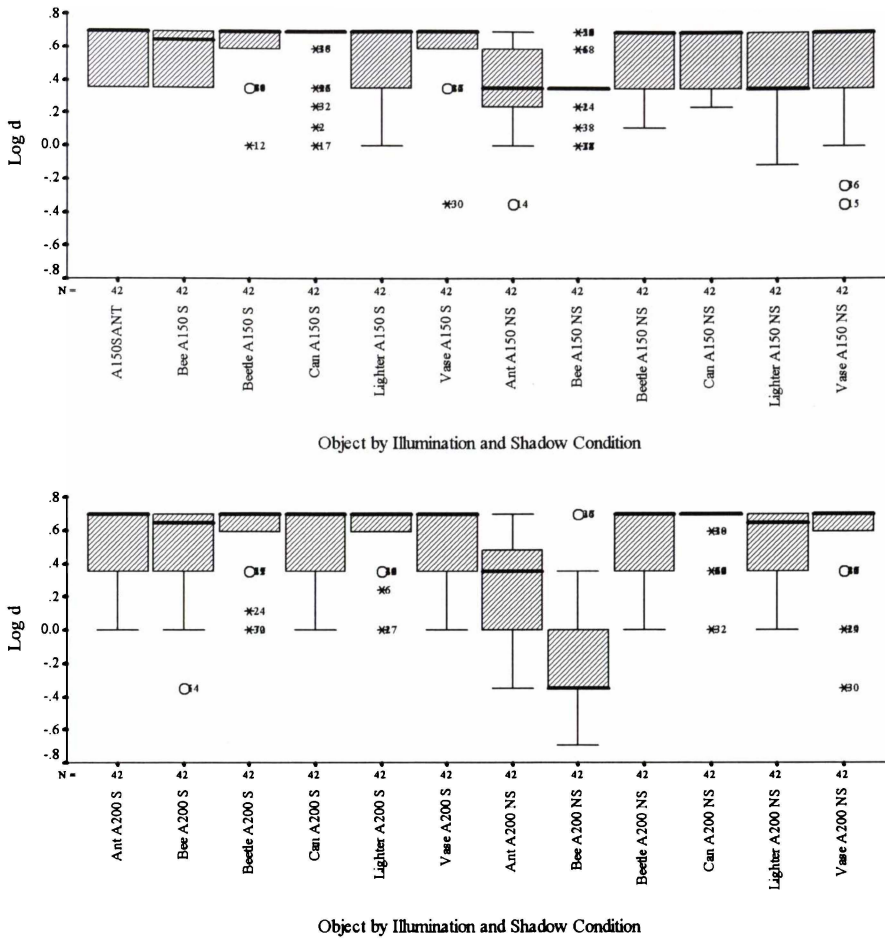 Log d
.8
.6
.4
.2
0.0
-.2
-.4
-.6
-.8
12
32
2
17
30
14
24
38
36
15
N = 42 42 42 42 42 42 42 42 42 42 42 42
A150SANT
Bee A150 S
Beetle A150 S
Can A150 S
Lighter A150 S
Vase A150 S
Ant A150 NS
Bee A150 NS
Beetle A150 NS
Can A150 NS
Lighter A150 NS
Vase A150 NS
Object by Illumination and Shadow Condition
Log d
.8
.6
.4
.2
0.0
-.2
-.4
-.6
-.8
24
6
32
30
N = 42 42 42 42 42 42 42 42 42 42 42 42
Ant A200 S
Bee A200 S
Beetle A200 S
Can A200 S
Lighter A200 S
Vase A200 S
Ant A200 NS
Bee A200 NS
Beetle A200 NS
Can A200 NS
Lighter A200 NS
Vase A200 NS
Object by Illumination and Shadow Condition